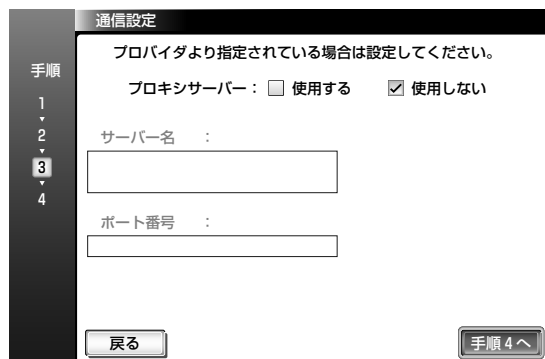 通信設定
プロバイダより指定されている場合は設定してください。
手順
プロキシサーバー： 使用する 使用しない
1
2
3
4
サーバー名 ：
ポート番号 ：
戻る
手順 4 へ